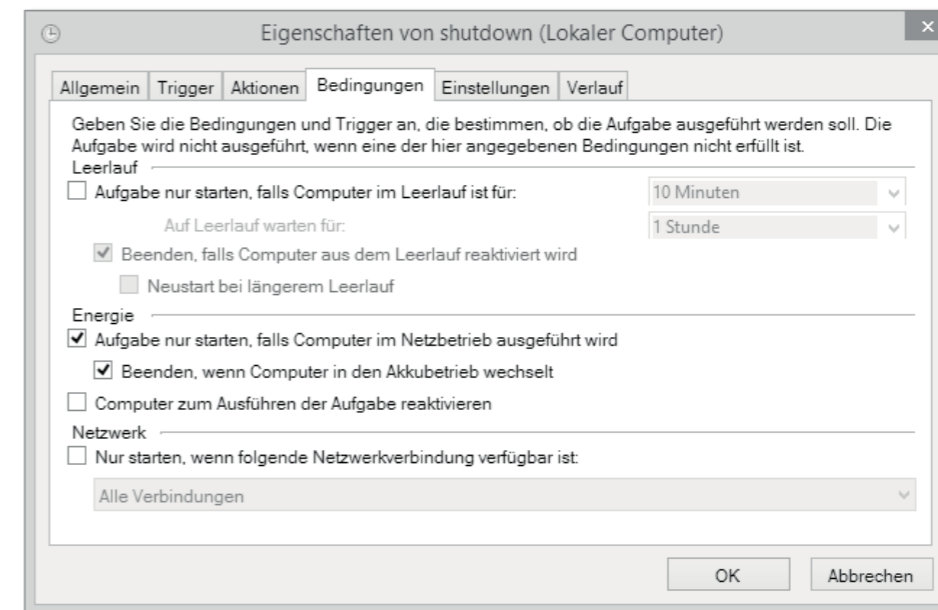 Eigenschaften von shutdown (Lokaler Computer)
Allgemein Trigger Aktionen Bedingungen Einstellungen Verlauf
Geben Sie die Bedingungen und Trigger an, die bestimmen, ob die Aufgabe ausgeführt werden soll. Die
Aufgabe wird nicht ausgeführt, wenn eine der hier angegebenen Bedingungen nicht erfüllt ist.
Leerlauf
Aufgabe nur starten, falls Computer im Leerlauf ist für: 10 Minuten
Auf Leerlauf warten für: 1 Stunde
Beenden, falls Computer aus dem Leerlauf reaktiviert wird
Neustart bei längerem Leerlauf
Energie
Aufgabe nur starten, falls Computer im Netzbetrieb ausgeführt wird
Beenden, wenn Computer in den Akkubetrieb wechselt
Computer zum Ausführen der Aufgabe reaktivieren
Netzwerk
Nur starten, wenn folgende Netzwerkverbindung verfügbar ist:
Alle Verbindungen
OK Abbrechen